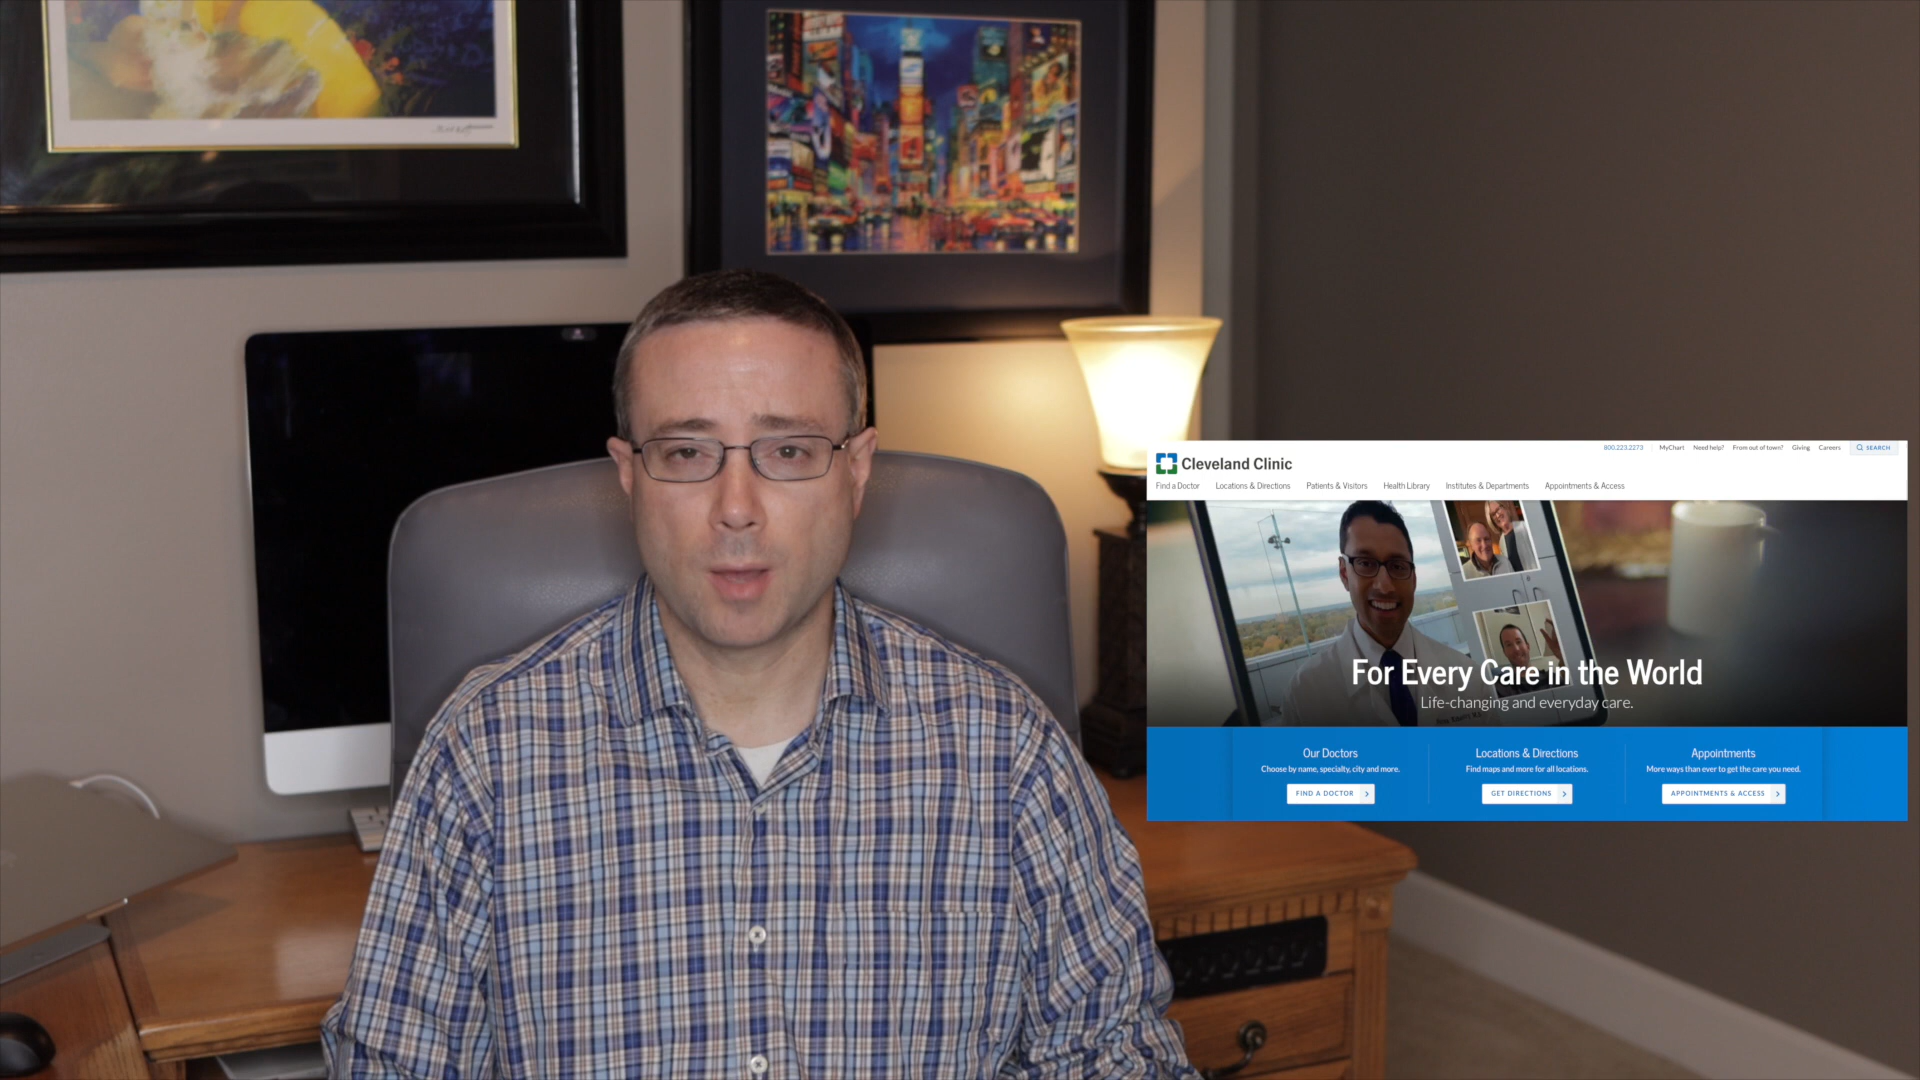 800.223.2273 MyChart Need help? From out of town? Giving Careers SEARCH
Cleveland Clinic
Find a Doctor Locations & Directions Patients & Visitors Health Library Institutes & Departments Appointments & Access
For Every Care in the World
Life-changing and everyday care.
Our Doctors Locations & Directions Appointments
Choose by name, specialty, city and more. Find maps and more for all locations. More ways than ever to get the care you need.
FIND A DOCTOR GET DIRECTIONS APPOINTMENTS & ACCESS